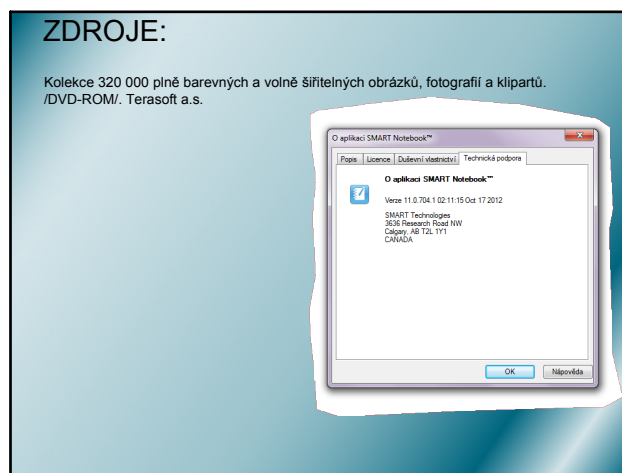 ZDROJE:
Kolekce 320 000 plně barevných a volně šiřitelných obrázků, fotografií a klipartů.
/DVD-ROM/. Terasoft a.s.
O aplikaci SMART Notebook™
Popis Licence Duševní vlastnictví Technická podpora
O aplikaci SMART Notebook™
Verze 11.0.704.1 02:11:15 Oct 17 2012
SMART Technologies
3636 Research Road NW
Calgary, AB T2L 1Y1
CANADA
OK Nápověda